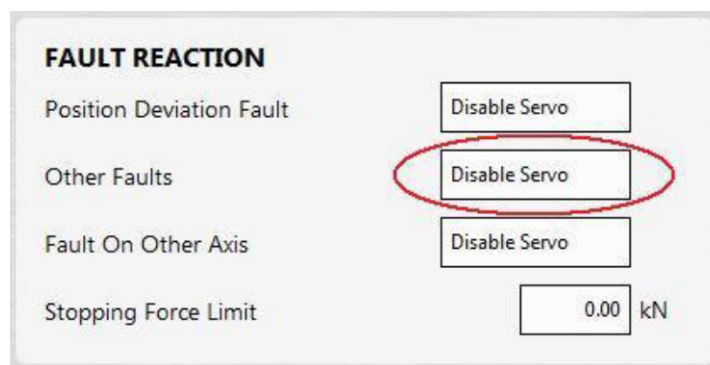 FAULT REACTION
Position Deviation Fault Disable Servo
Other Faults Disable Servo
Fault On Other Axis Disable Servo
Stopping Force Limit 0.00 kN